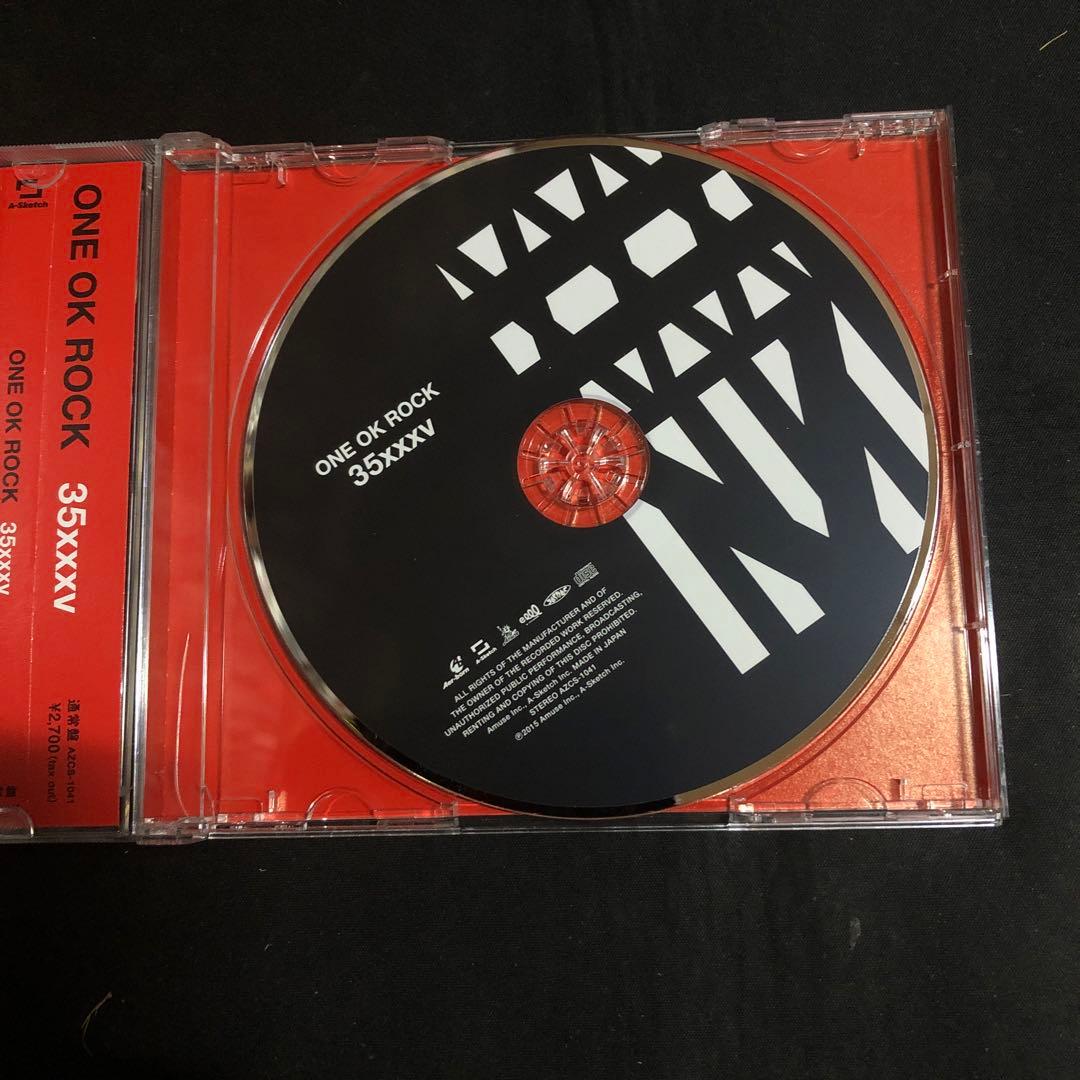 A-Sketch
ONE OK ROCK 35xxxv
ONE OK ROCK 35xxxv
通常盤 AZCS-1041
¥2,700(tax out)
ONE OK ROCK
35xxxv
Aer-born
A-Sketch
ALL RIGHTS OF THE MANUFACTURER AND OF
THE OWNER OF THE RECORDED WORK RESERVED.
UNAUTHORIZED PUBLIC PERFORMANCE, BROADCASTING,
RENTING AND COPYING OF THIS DISC PROHIBITED.
Amuse Inc., A-Sketch Inc. MADE IN JAPAN
STEREO AZCS-1041
℗2015 Amuse Inc., A-Sketch Inc.